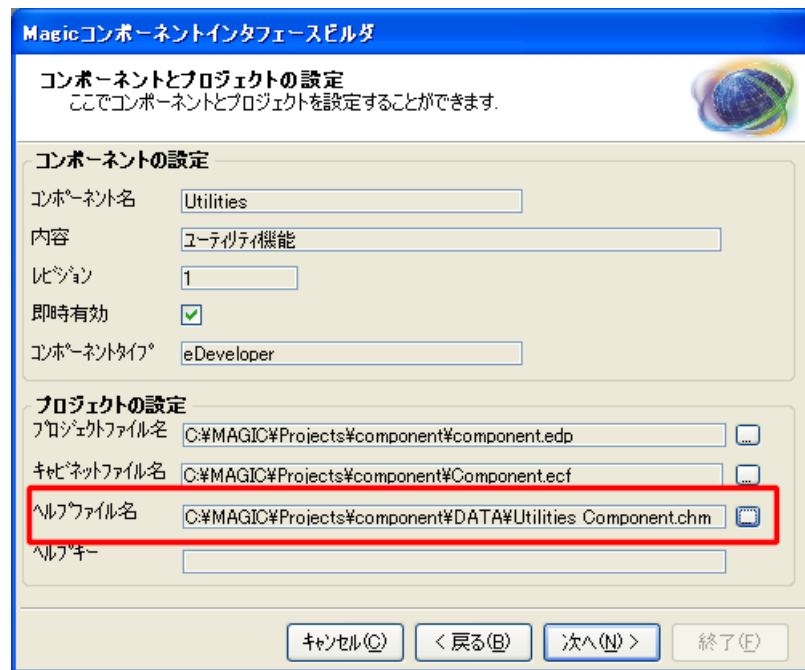 Magicコンポーネントインタフェースビルダ
コンポーネントとプロジェクトの設定
ここでコンポーネントとプロジェクトを設定することができます.
コンポーネントの設定
ｺﾝﾎﾟｰﾈﾝﾄ名 Utilities
内容 ﾕｰﾃｨﾘﾃｨ機能
ﾚﾋﾞｼﾞｮﾝ 1
即時有効
ｺﾝﾎﾟｰﾈﾝﾄﾀｲﾌﾟ eDeveloper
プロジェクトの設定
ﾌﾟﾛｼﾞｪｸﾄﾌｧｲﾙ名 C:¥MAGIC¥Projects¥component¥component.edp ...
ｷｬﾋﾞﾈｯﾄﾌｧｲﾙ名 C:¥MAGIC¥Projects¥component¥Component.ecf ...
ﾍﾙﾌﾟﾌｧｲﾙ名 C:¥MAGIC¥Projects¥component¥DATA¥Utilities Component.chm ...
ﾍﾙﾌﾟｷｰ
ｷｬﾝｾﾙ(C) < 戻る(B) 次へ(N) > 終了(F)